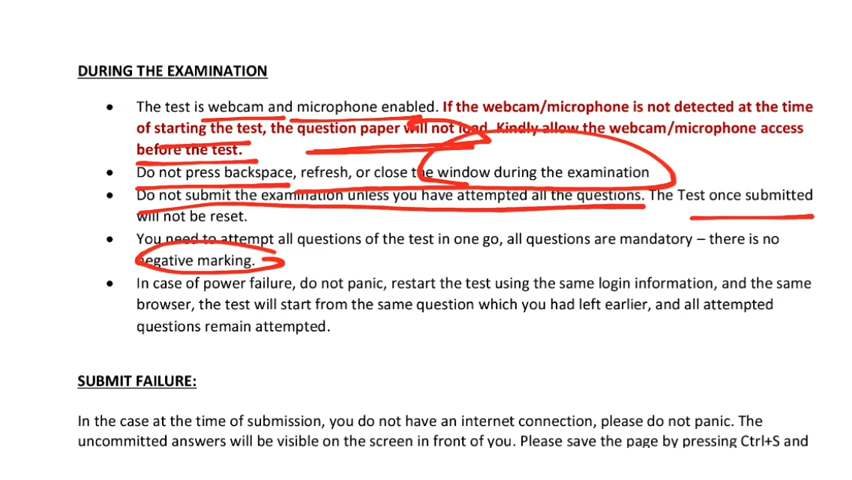 DURING THE EXAMINATION
• The test is webcam and microphone enabled. If the webcam/microphone is not detected at the time
of starting the test, the question paper will not load. Kindly allow the webcam/microphone access
before the test.
• Do not press backspace, refresh, or close the window during the examination
• Do not submit the examination unless you have attempted all the questions. The Test once submitted
will not be reset.
• You need to attempt all questions of the test in one go, all questions are mandatory – there is no
negative marking.
• In case of power failure, do not panic, restart the test using the same login information, and the same
browser, the test will start from the same question which you had left earlier, and all attempted
questions remain attempted.
SUBMIT FAILURE:
In the case at the time of submission, you do not have an internet connection, please do not panic. The
uncommitted answers will be visible on the screen in front of you. Please save the page by pressing Ctrl+S and